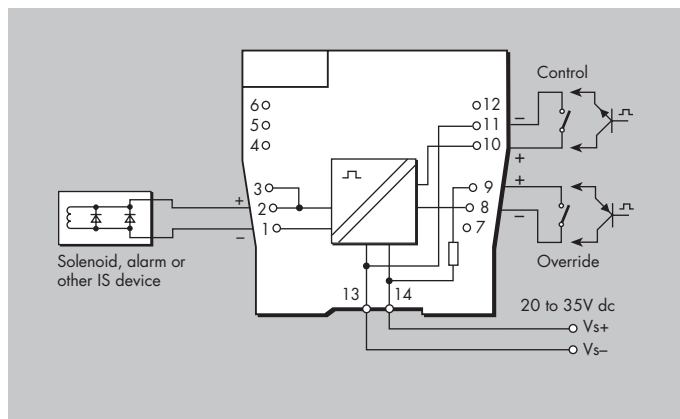 Control
6
5
4
12
11
10
–
+
3
2
1
+
–
9
8
7
+
–
Solenoid, alarm or
other IS device
Override
13 14
20 to 35V dc
Vs+
Vs–